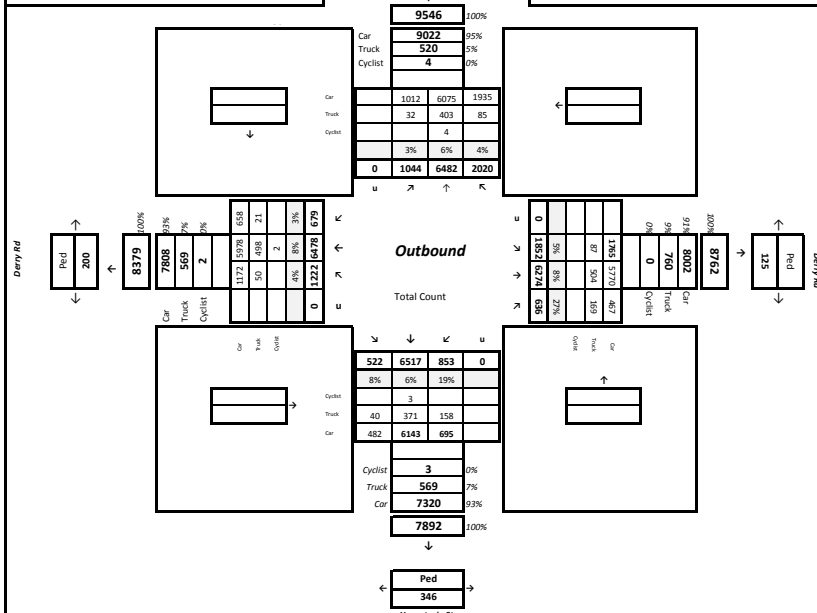 9546 100%
Car 9022 95%
Truck 520 5%
Cyclist 4 0%
Car 1012 6075 1935
Truck 32 403 85
Cyclist 4
3% 6% 4%
0 1044 6482 2020
u ↗ ↑ ↖
Derry Rd
Ped 200
8379 100%
7808 93%
569 7%
2 0%
Car
Truck
Cyclist
658 21 3% 679 ↙
5978 498 2 8% 6478 ←
1172 50 4% 1222 ↖
0 u
Car Truck Cyclist
Outbound
Total Count
u 0
↘ 1852 5% 87 1765
→ 6274 8% 504 5770
↗ 636 27% 169 467
Cyclist Truck Car
0% 9% 91% 100%
0 760 8002 8762
Cyclist Truck Car
125 Ped
↘ ↓ ↙ u
522 6517 853 0
8% 6% 19%
Cyclist 3
Truck 40 371 158
Car 482 6143 695
Cyclist 3 0%
Truck 569 7%
Car 7320 93%
7892 100%
↓
Ped
← 346 →